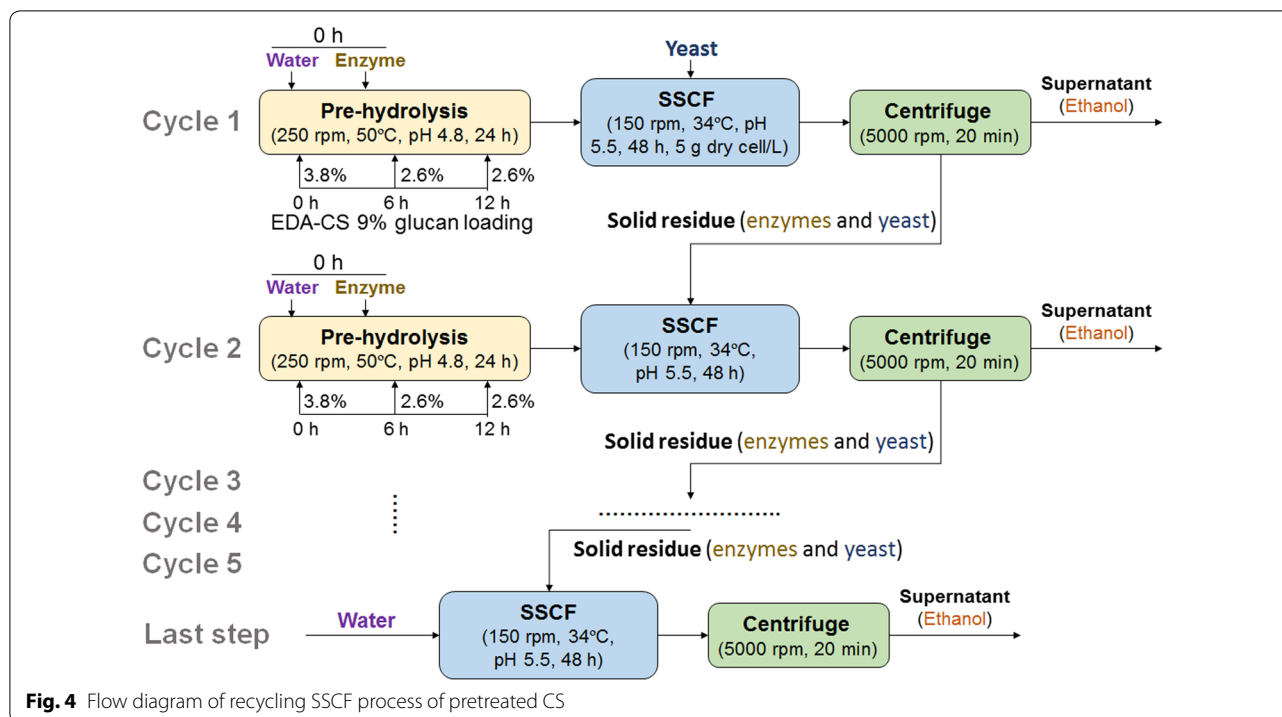 0 h
Water Enzyme
Cycle 1
Pre-hydrolysis
(250 rpm, 50°C, pH 4.8, 24 h)
3.8% 2.6% 2.6%
0 h 6 h 12 h
EDA-CS 9% glucan loading
Yeast
SSCF
(150 rpm, 34°C, pH
5.5, 48 h, 5 g dry cell/L)
Centrifuge
(5000 rpm, 20 min)
Supernatant
(Ethanol)
Solid residue (enzymes and yeast)
0 h
Water Enzyme
Cycle 2
Pre-hydrolysis
(250 rpm, 50°C, pH 4.8, 24 h)
3.8% 2.6% 2.6%
0 h 6 h 12 h
SSCF
(150 rpm, 34°C,
pH 5.5, 48 h)
Centrifuge
(5000 rpm, 20 min)
Supernatant
(Ethanol)
Solid residue (enzymes and yeast)
Cycle 3
Cycle 4
Cycle 5
Solid residue (enzymes and yeast)
Last step
Water
SSCF
(150 rpm, 34°C,
pH 5.5, 48 h)
Centrifuge
(5000 rpm, 20 min)
Supernatant
(Ethanol)
Fig. 4 Flow diagram of recycling SSCF process of pretreated CS